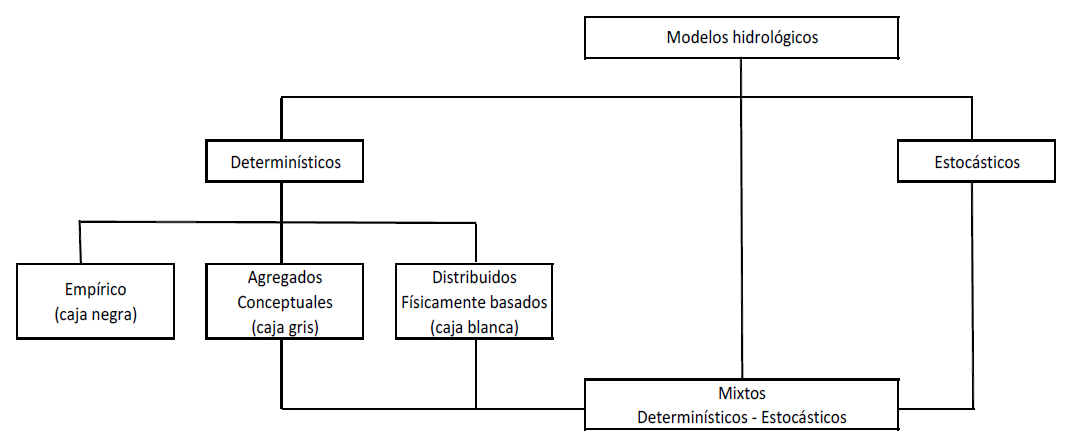 Modelos hidrológicos
Determinísticos
Estocásticos
Empírico
(caja negra)
Agregados
Conceptuales
(caja gris)
Distribuidos
Físicamente basados
(caja blanca)
Mixtos
Determinísticos - Estocásticos